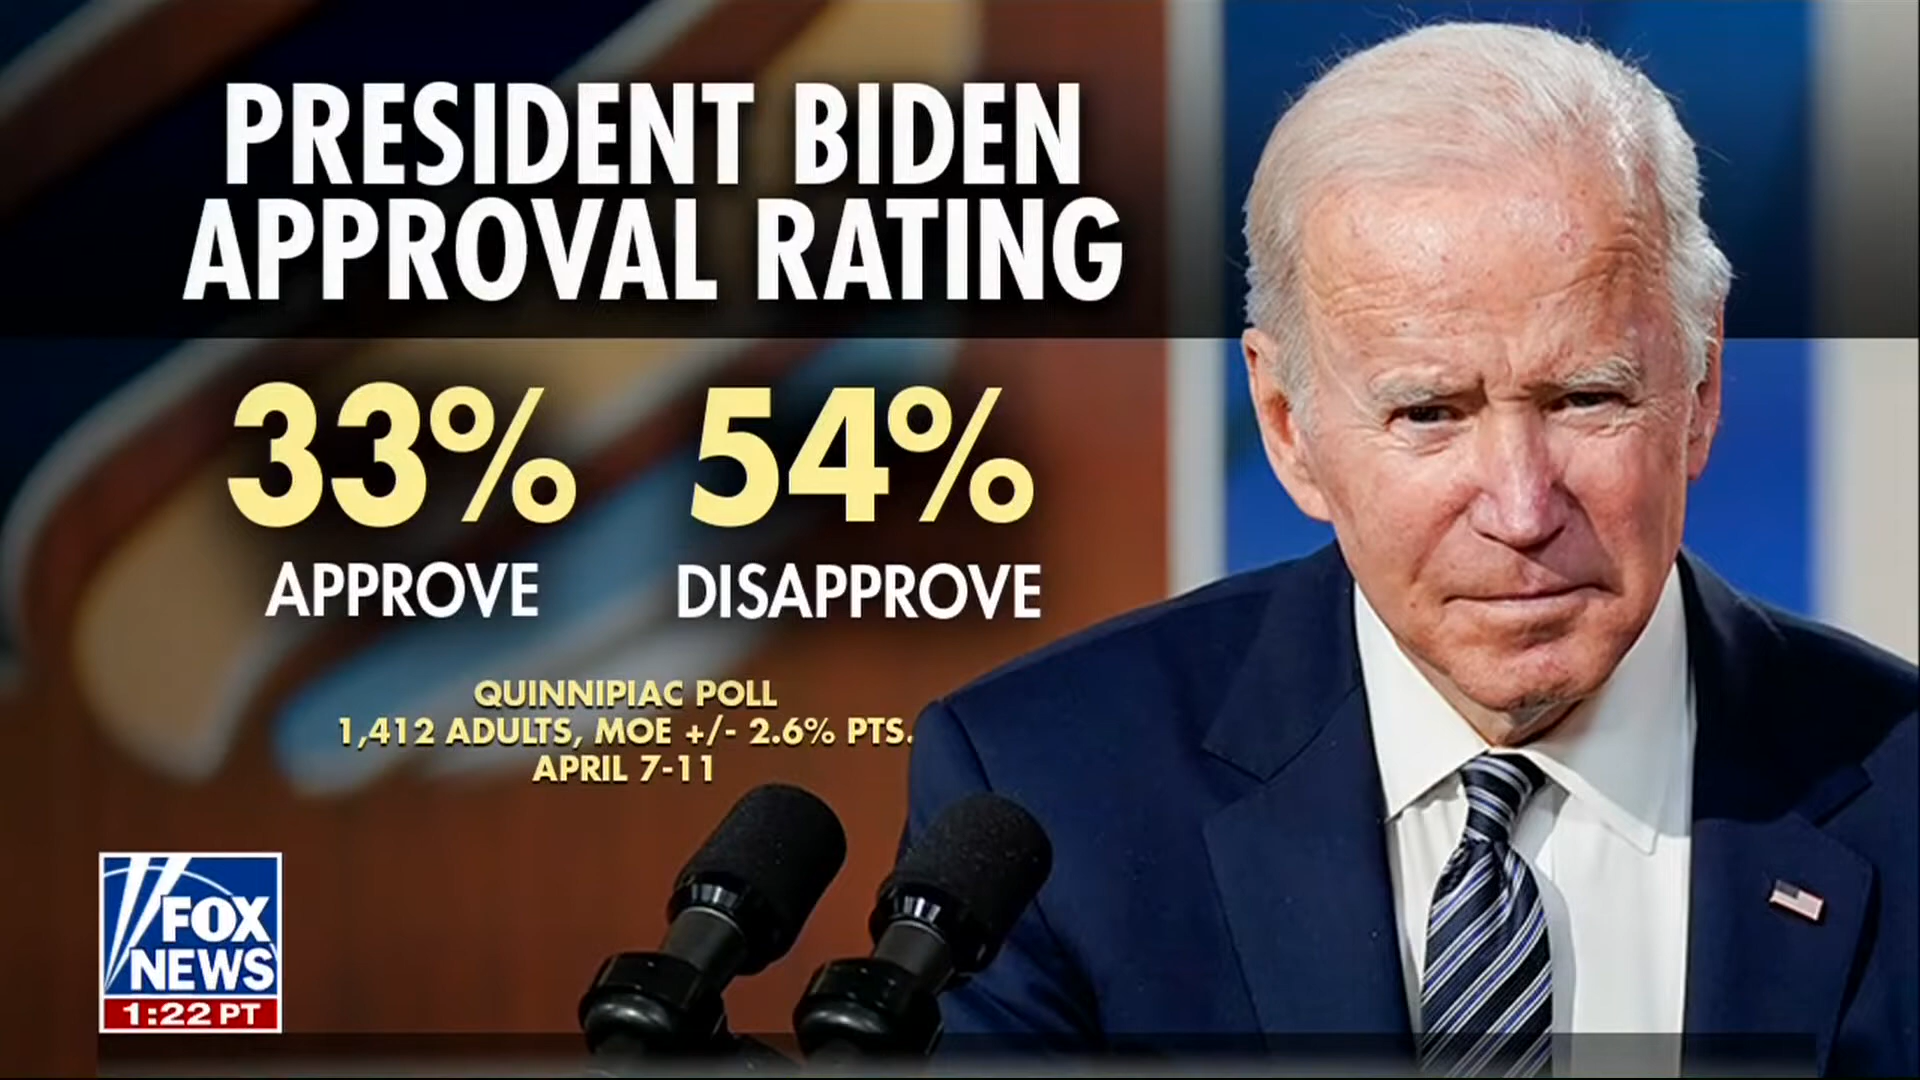 PRESIDENT BIDEN
APPROVAL RATING
33% 54%
APPROVE DISAPPROVE
QUINNIPIAC POLL
1,412 ADULTS, MOE +/- 2.6% PTS.
APRIL 7-11
FOX
NEWS
1:22 PT